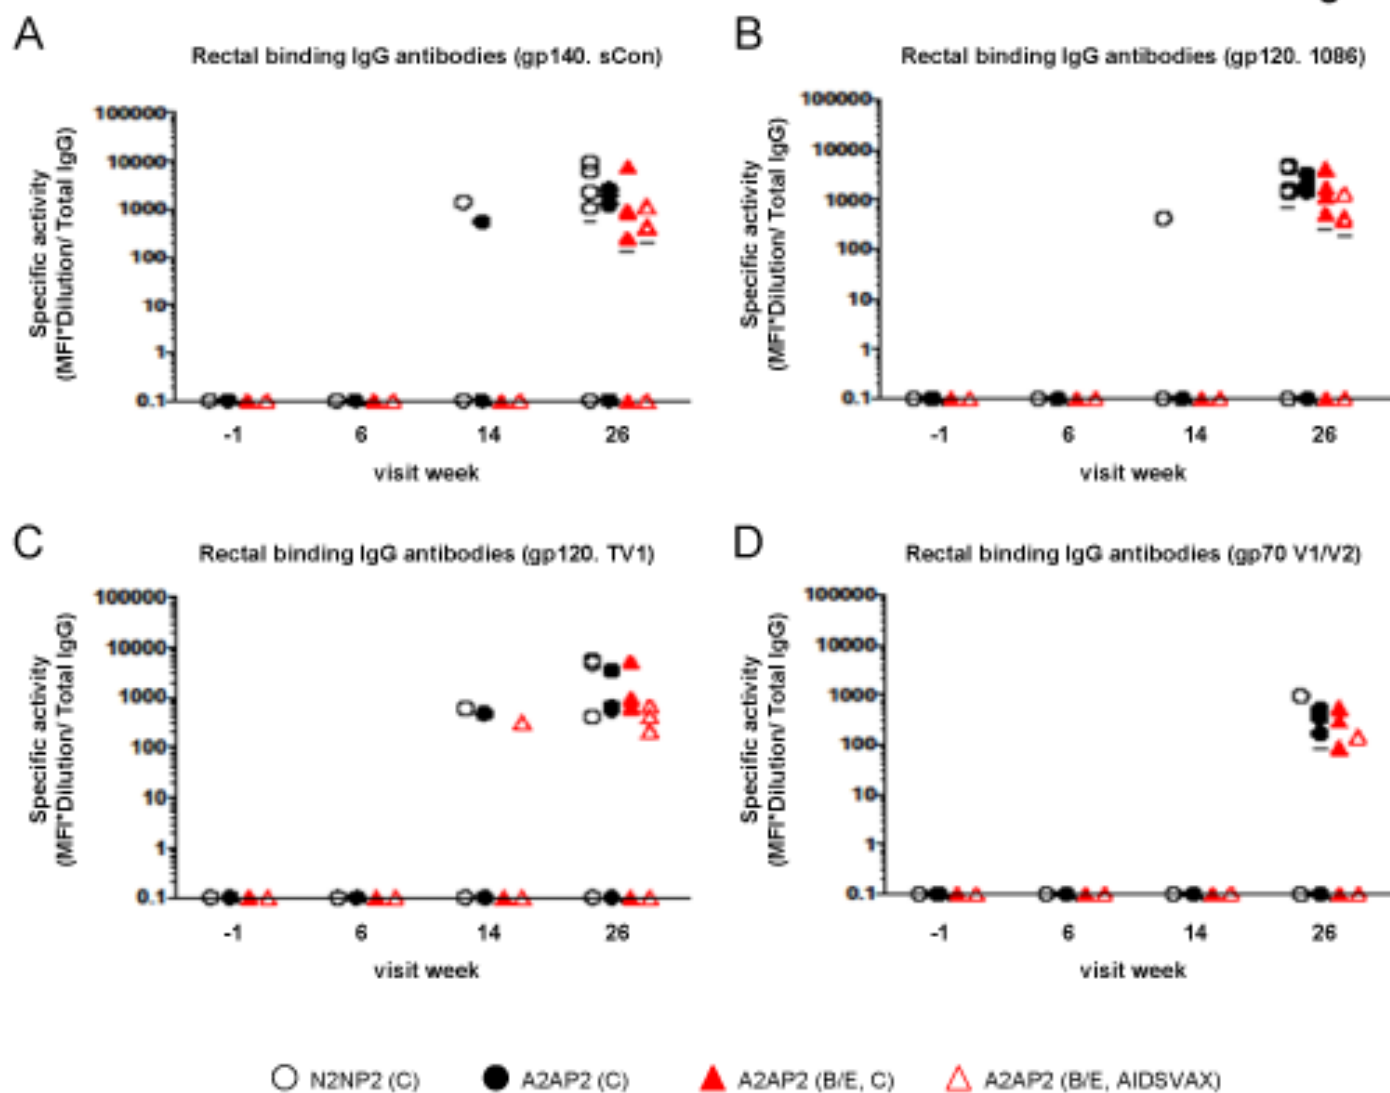 A
Rectal binding IgG antibodies (gp140. sCon)
Specific activity
(MFI*Dilution/ Total IgG)
100000
10000
1000
100
10
1
0.1
-1 6 14 26
visit week
B
Rectal binding IgG antibodies (gp120. 1086)
Specific activity
(MFI*Dilution/ Total IgG)
100000
10000
1000
100
10
1
0.1
-1 6 14 26
visit week
C
Rectal binding IgG antibodies (gp120. TV1)
Specific activity
(MFI*Dilution/ Total IgG)
100000
10000
1000
100
10
1
0.1
-1 6 14 26
visit week
D
Rectal binding IgG antibodies (gp70 V1/V2)
Specific activity
(MFI*Dilution/ Total IgG)
100000
10000
1000
100
10
1
0.1
-1 6 14 26
visit week
N2NP2 (C) A2AP2 (C) A2AP2 (B/E, C) A2AP2 (B/E, AIDSVAX)